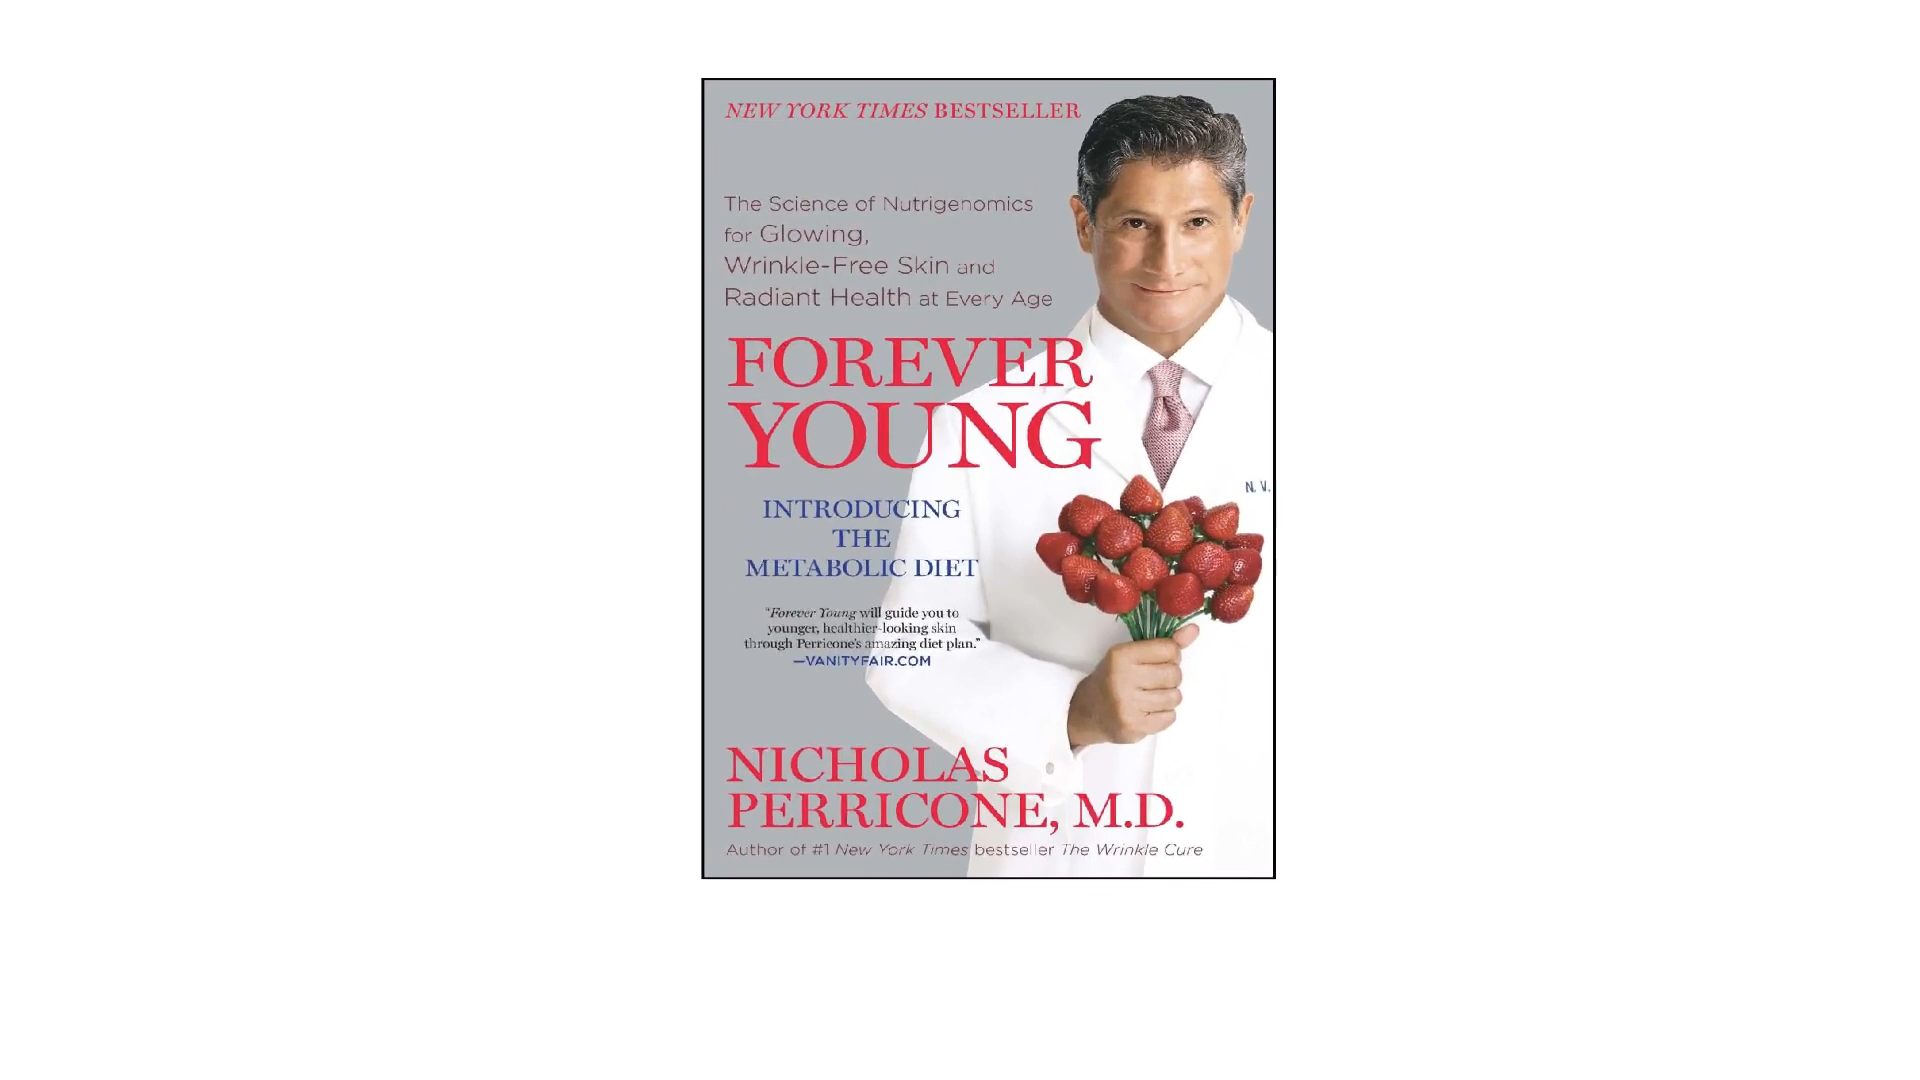 NEW YORK TIMES BESTSELLER
The Science of Nutrigenomics
for Glowing,
Wrinkle-Free Skin and
Radiant Health at Every Age
FOREVER
YOUNG
INTRODUCING
THE
METABOLIC DIET
"Forever Young will guide you to
younger, healthier-looking skin
through Perricone's amazing diet plan."
—VANITYFAIR.COM
N. V.
NICHOLAS
PERRICONE, M.D.
Author of #1 New York Times bestseller The Wrinkle Cure